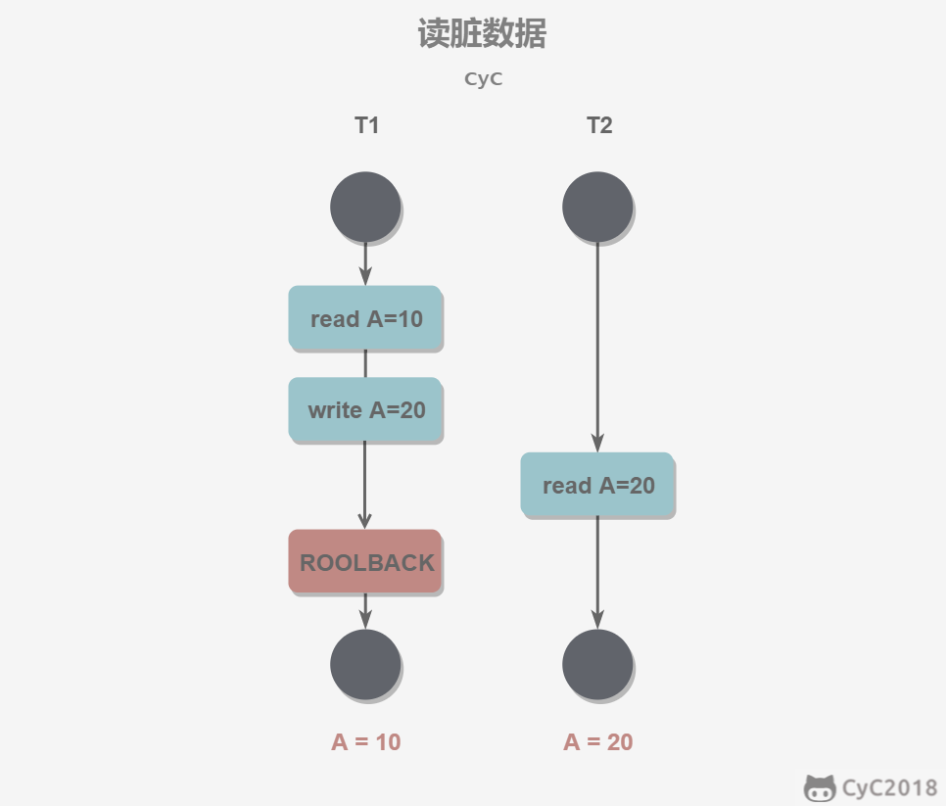 读脏数据
CyC
T1 T2
read A=10
write A=20
read A=20
ROOLBACK
A = 10 A = 20
CyC2018